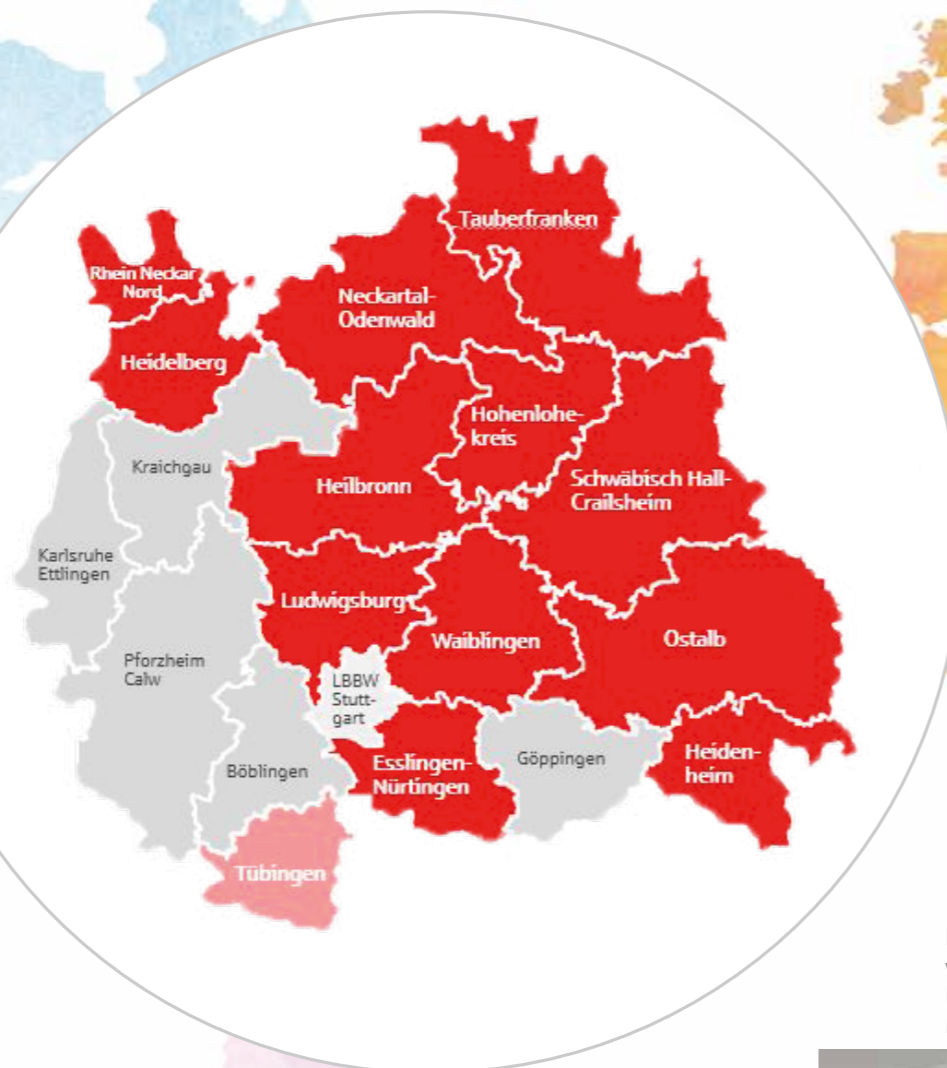 Tauberfranken
Rhein Neckar
Nord
Neckartal-
Odenwald
Heidelberg
Hohenlohe-
kreis
Kraichgau
Heilbronn
Schwäbisch Hall-
Crailsheim
Karlsruhe
Ettlingen
Ludwigsburg
Waiblingen
Ostalb
Pforzheim
Calw
LBBW
Stutt-
gart
Böblingen
Esslingen-
Nürtingen
Göppingen
Heiden-
heim
Tübingen